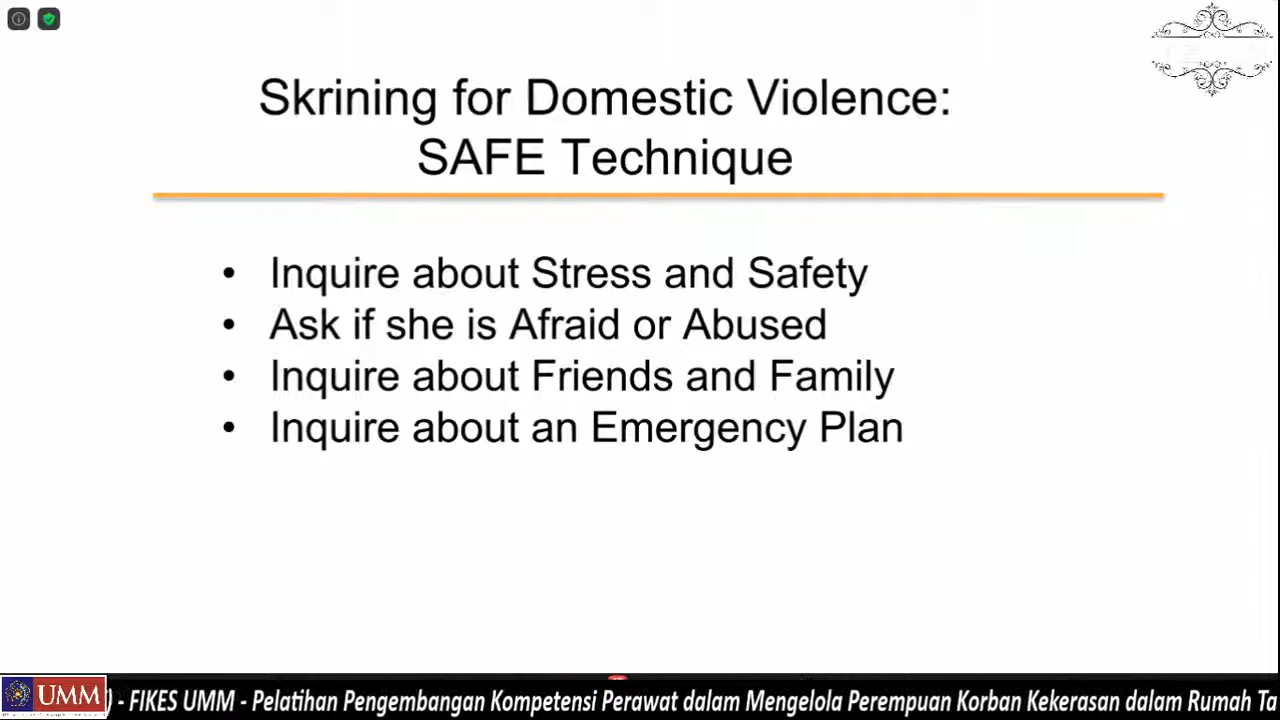 Skrining for Domestic Violence:
SAFE Technique
• Inquire about Stress and Safety
• Ask if she is Afraid or Abused
• Inquire about Friends and Family
• Inquire about an Emergency Plan
UMM
) - FIKES UMM - Pelatihan Pengembangan Kompetensi Perawat dalam Mengelola Perempuan Korban Kekerasan dalam Rumah Ta